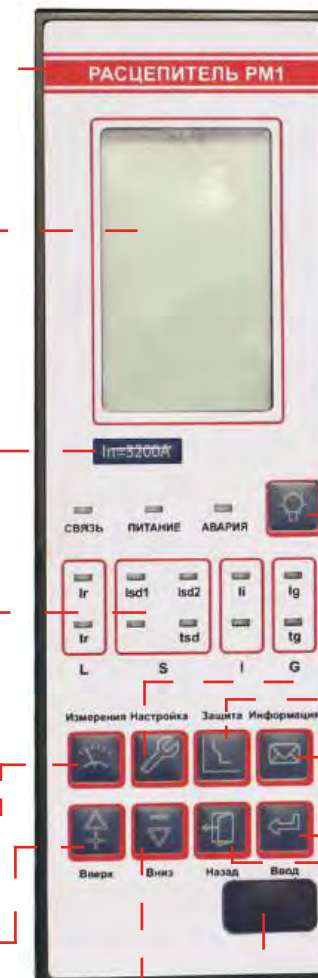 РАСЦЕПИТЕЛЬ РМ1
In=3200A
СВЯЗЬ ПИТАНИЕ АВАРИЯ
Ir Isd1 Isd2 Ii Ig
tr tsd tg
L S I G
Измерения Настройка Защита Информация
Вверх Вниз Назад Ввод